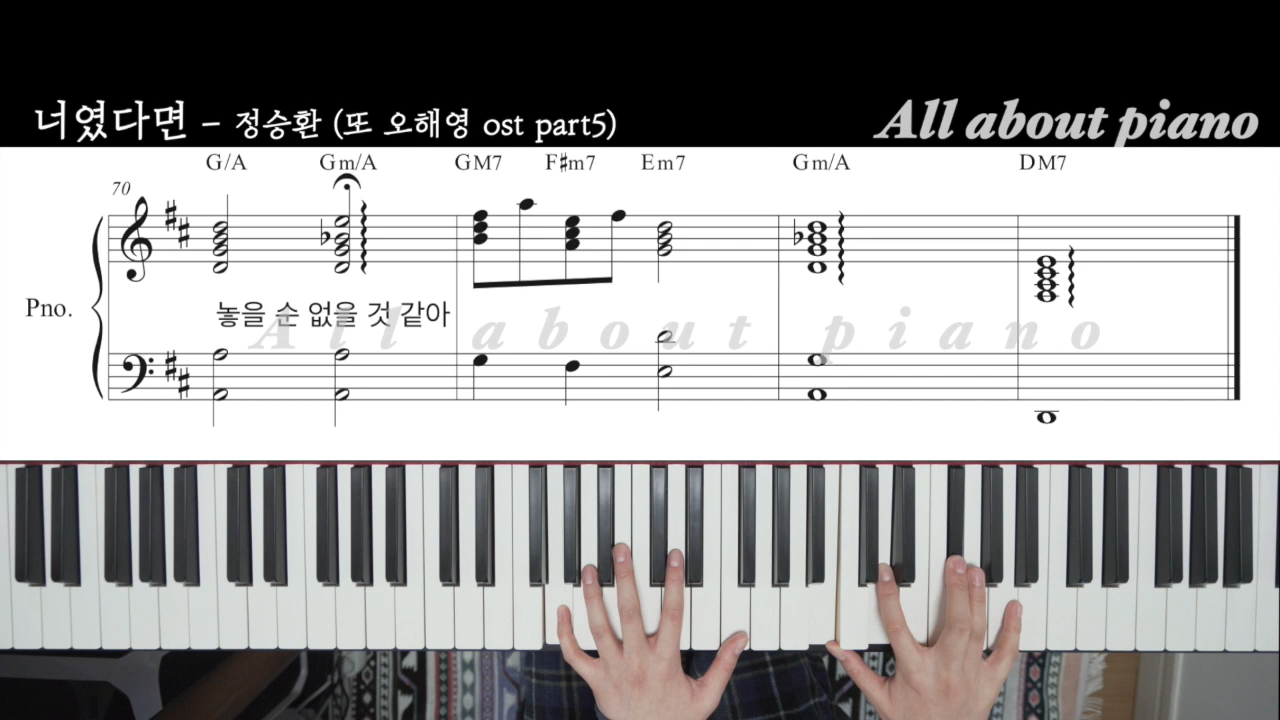 너였다면 – 정승환 (또 오해영 ost part5)
All about piano
G/A Gm/A GM7 F♯m7 Em7 Gm/A DM7
70
Pno.
놓을 순 없을 것 같아
All about piano